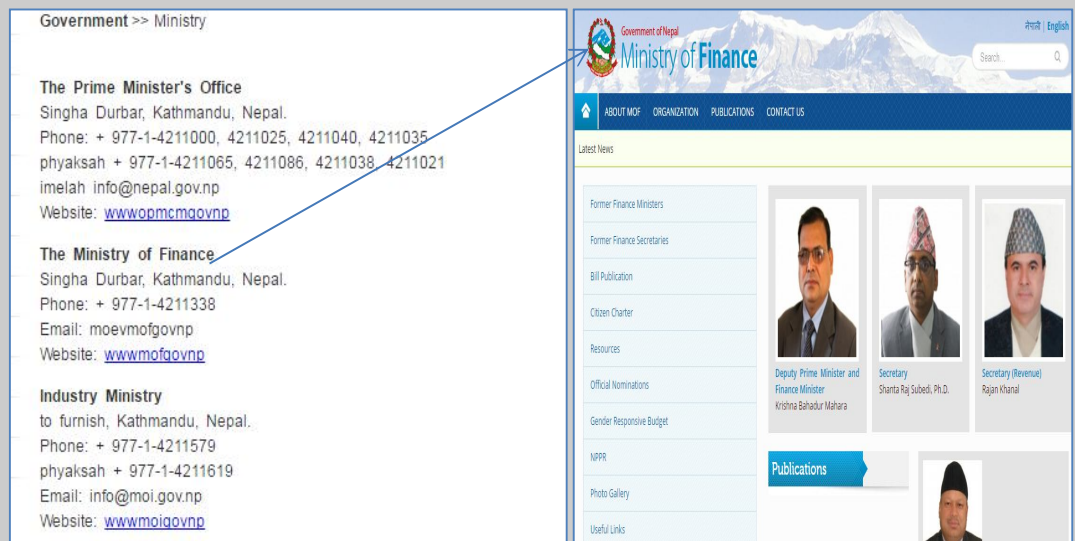 Government >> Ministry
The Prime Minister's Office
Singha Durbar, Kathmandu, Nepal.
Phone: + 977-1-4211000, 4211025, 4211040, 4211035
phyaksah + 977-1-4211065, 4211086, 4211038, 4211021
imelah info@nepal.gov.np
Website: wwwopmcmgovnp
The Ministry of Finance
Singha Durbar, Kathmandu, Nepal.
Phone: + 977-1-4211338
Email: moevmofgovnp
Website: wwwmofgovnp
Industry Ministry
to furnish, Kathmandu, Nepal.
Phone: + 977-1-4211579
phyaksah + 977-1-4211619
Email: info@moi.gov.np
Website: wwwmoigovnp
Government of Nepal
Ministry of Finance
नेपाली | English
Search...
ABOUT MOF ORGANIZATION PUBLICATIONS CONTACT US
Latest News
Former Finance Ministers
Former Finance Secretaries
Bill Publication
Citizen Charter
Resources
Official Nominations
Gender Responsive Budget
NPPR
Photo Gallery
Useful Links
Deputy Prime Minister and
Finance Minister
Krishna Bahadur Mahara
Secretary
Shanta Raj Subedi, Ph.D.
Secretary (Revenue)
Rajan Khanal
Publications